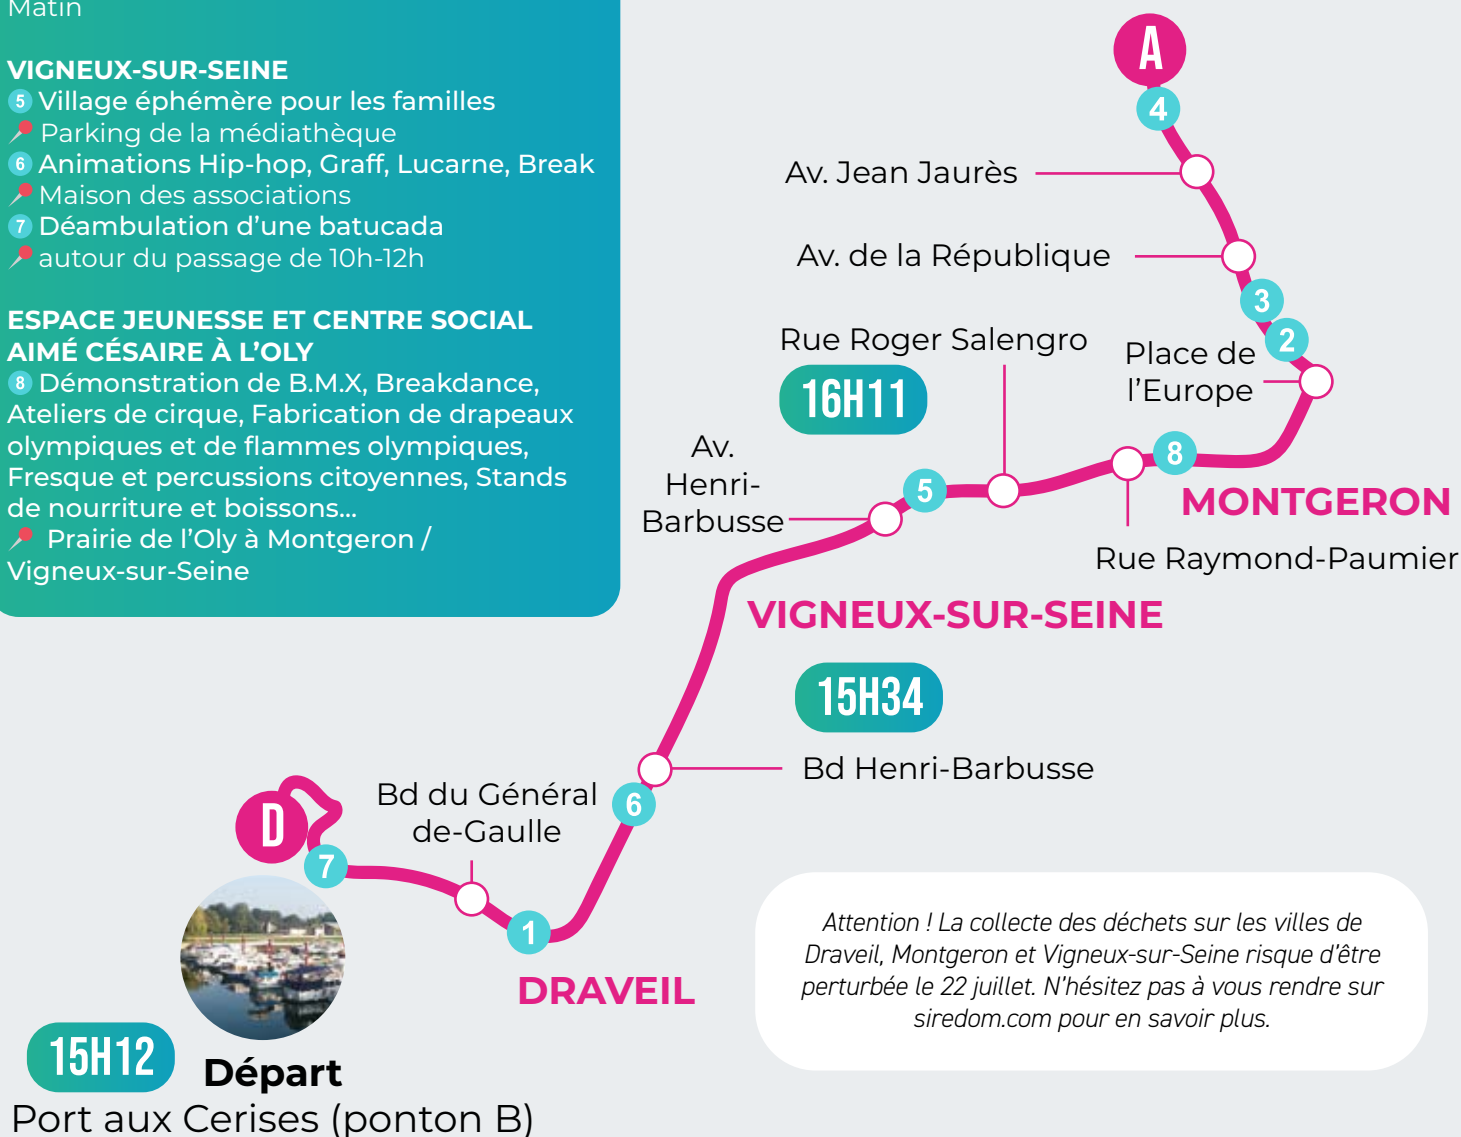 Matin
VIGNEUX-SUR-SEINE
5 Village éphémère pour les familles
Parking de la médiathèque
6 Animations Hip-hop, Graff, Lucarne, Break
Maison des associations
7 Déambulation d'une batucada
autour du passage de 10h-12h
ESPACE JEUNESSE ET CENTRE SOCIAL
AIMÉ CÉSAIRE À L'OLY
8 Démonstration de B.M.X, Breakdance,
Ateliers de cirque, Fabrication de drapeaux
olympiques et de flammes olympiques,
Fresque et percussions citoyennes, Stands
de nourriture et boissons...
Prairie de l'Oly à Montgeron /
Vigneux-sur-Seine
A
4
Av. Jean Jaurès
Av. de la République
3
2
Rue Roger Salengro
Place de
l'Europe
16H11
Av.
Henri-
Barbusse
5
8
MONTGERON
Rue Raymond-Paumier
VIGNEUX-SUR-SEINE
15H34
Bd Henri-Barbusse
6
Bd du Général
de-Gaulle
D
7
1
DRAVEIL
Attention ! La collecte des déchets sur les villes de
Draveil, Montgeron et Vigneux-sur-Seine risque d'être
perturbée le 22 juillet. N'hésitez pas à vous rendre sur
siredom.com pour en savoir plus.
15H12
Départ
Port aux Cerises (ponton B)